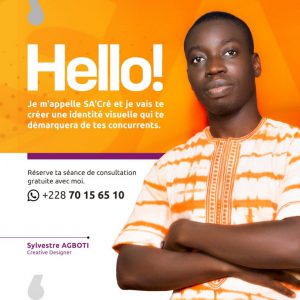 Hello!
Je m'appelle SA'Cré et je vais te
créer une identité visuelle qui te
démarquera de tes concurrents.
Réserve ta séance de consultation
gratuite avec moi.
+228 70 15 65 10
Sylvestre AGBOTI
Creative Designer